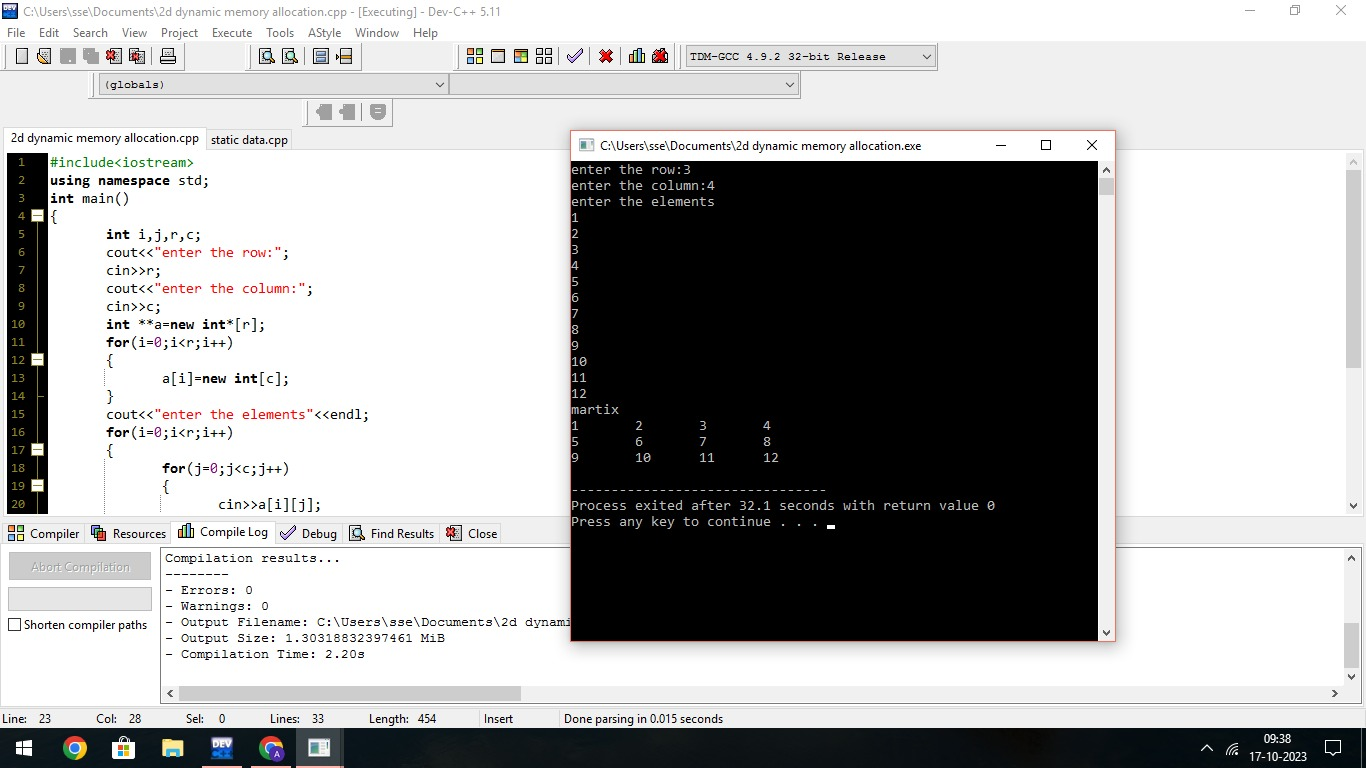 C:\Users\sse\Documents\2d dynamic memory allocation.cpp - [Executing] - Dev-C++ 5.11
File Edit Search View Project Execute Tools AStyle Window Help
TDM-GCC 4.9.2 32-bit Release
(globals)
2d dynamic memory allocation.cpp static data.cpp
1 #include<iostream>
2 using namespace std;
3 int main()
4 {
5 int i,j,r,c;
6 cout<<"enter the row:";
7 cin>>r;
8 cout<<"enter the column:";
9 cin>>c;
10 int **a=new int*[r];
11 for(i=0;i<r;i++)
12 {
13 a[i]=new int[c];
14 }
15 cout<<"enter the elements"<<endl;
16 for(i=0;i<r;i++)
17 {
18 for(j=0;j<c;j++)
19 {
20 cin>>a[i][j];
C:\Users\sse\Documents\2d dynamic memory allocation.exe
enter the row:3
enter the column:4
enter the elements
1
2
3
4
5
6
7
8
9
10
11
12
martix
1 2 3 4
5 6 7 8
9 10 11 12
--------------------------------
Process exited after 32.1 seconds with return value 0
Press any key to continue . . .
Compiler Resources Compile Log Debug Find Results Close
Abort Compilation
Shorten compiler paths
Compilation results...
--------
- Errors: 0
- Warnings: 0
- Output Filename: C:\Users\sse\Documents\2d dynami
- Output Size: 1.30318832397461 MiB
- Compilation Time: 2.20s
Line: 23 Col: 28 Sel: 0 Lines: 33 Length: 454 Insert Done parsing in 0.015 seconds
DEV
A
09:38
17-10-2023